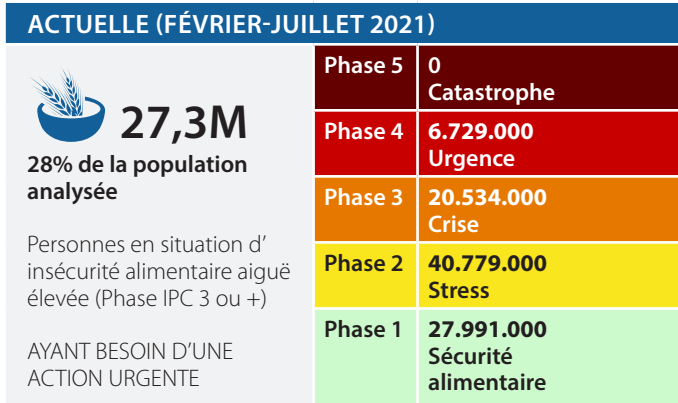 ACTUELLE (FÉVRIER-JUILLET 2021)
27,3M
28% de la population
analysée
Personnes en situation d’
insécurité alimentaire aiguë
élevée (Phase IPC 3 ou +)
AYANT BESOIN D’UNE
ACTION URGENTE
Phase 5 0
Catastrophe
Phase 4 6.729.000
Urgence
Phase 3 20.534.000
Crise
Phase 2 40.779.000
Stress
Phase 1 27.991.000
Sécurité
alimentaire